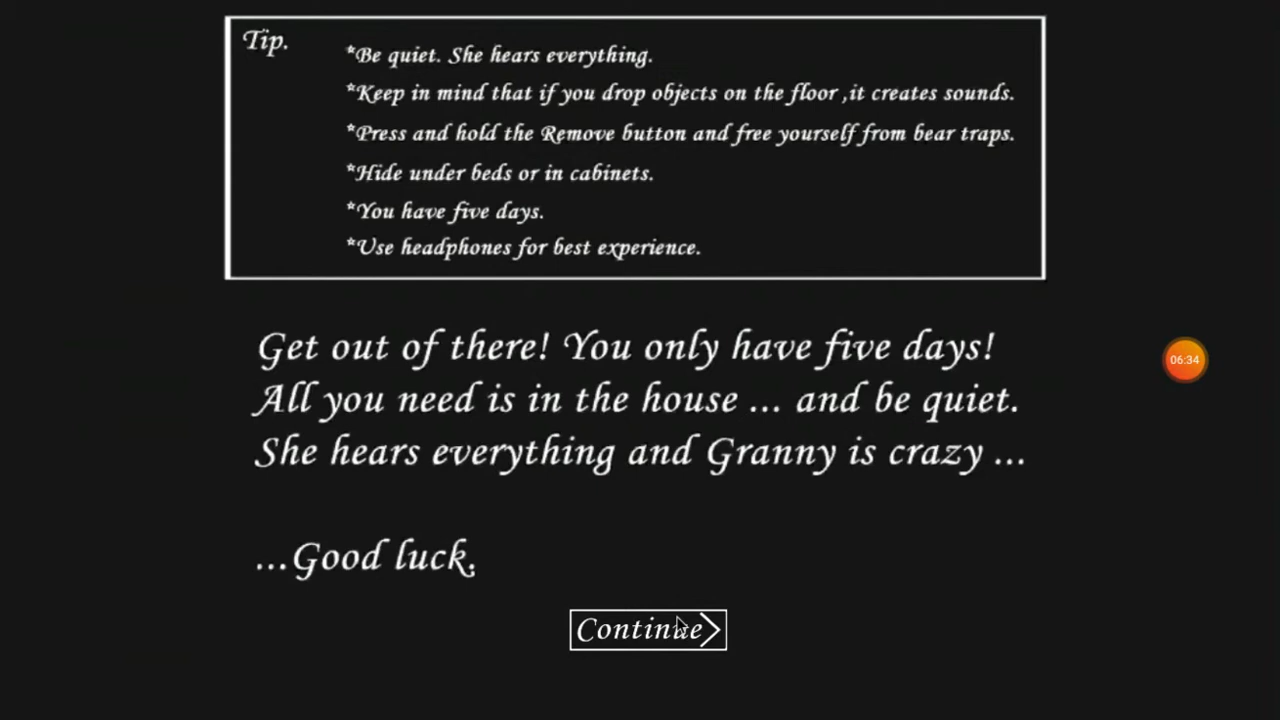 Tip.
*Be quiet. She hears everything.
*Keep in mind that if you drop objects on the floor ,it creates sounds.
*Press and hold the Remove button and free yourself from bear traps.
*Hide under beds or in cabinets.
*You have five days.
*Use headphones for best experience.
Get out of there! You only have five days!
All you need is in the house ... and be quiet.
She hears everything and Granny is crazy ...
...Good luck.
Continue
06:34